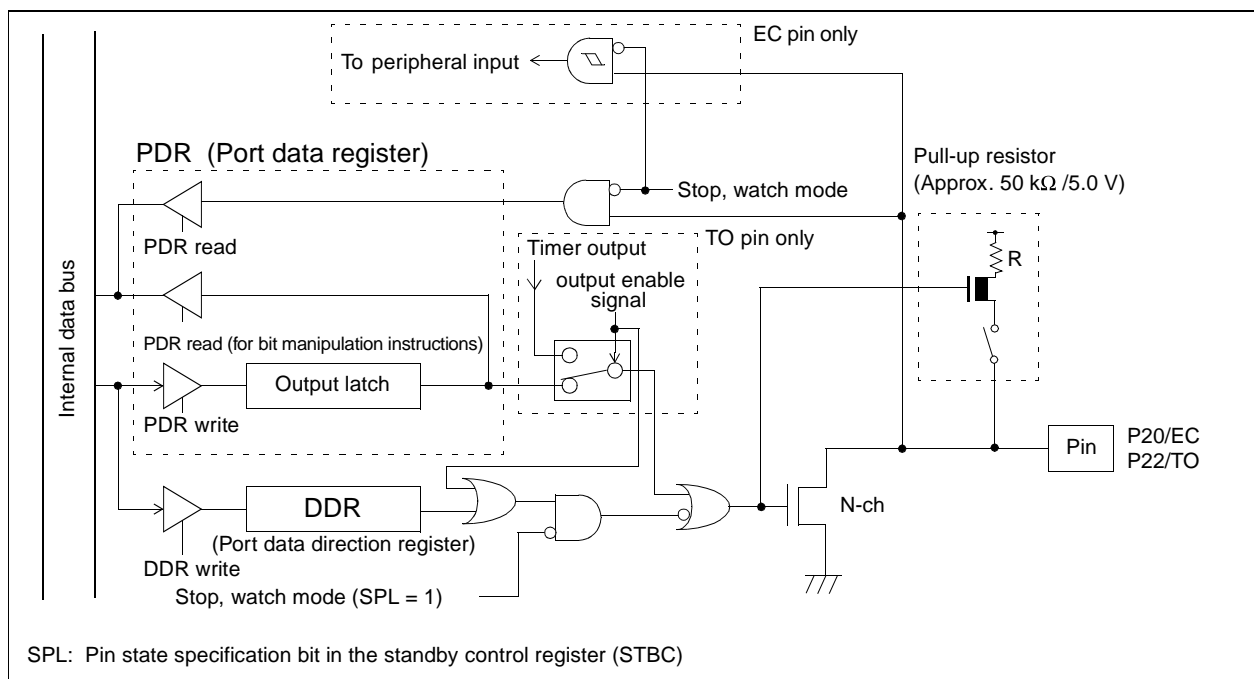 EC pin only
To peripheral input
PDR (Port data register)
Pull-up resistor
(Approx. 50 kΩ /5.0 V)
Stop, watch mode
TO pin only
PDR read
Timer output
output enable
signal
R
Internal data bus
PDR read (for bit manipulation instructions)
Output latch
PDR write
Pin
P20/EC
P22/TO
DDR
N-ch
(Port data direction register)
DDR write
Stop, watch mode (SPL = 1)
SPL: Pin state specification bit in the standby control register (STBC)